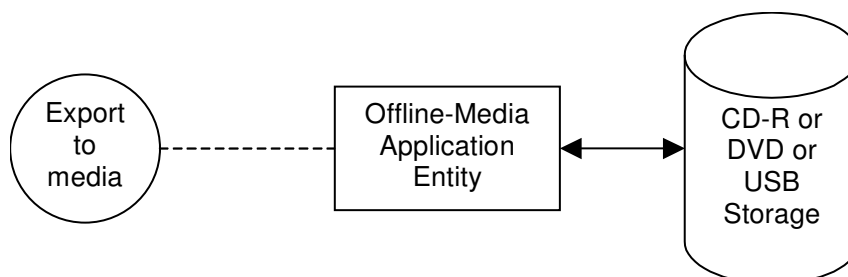 Export
to
media
Offline-Media
Application
Entity
CD-R or
DVD or
USB
Storage